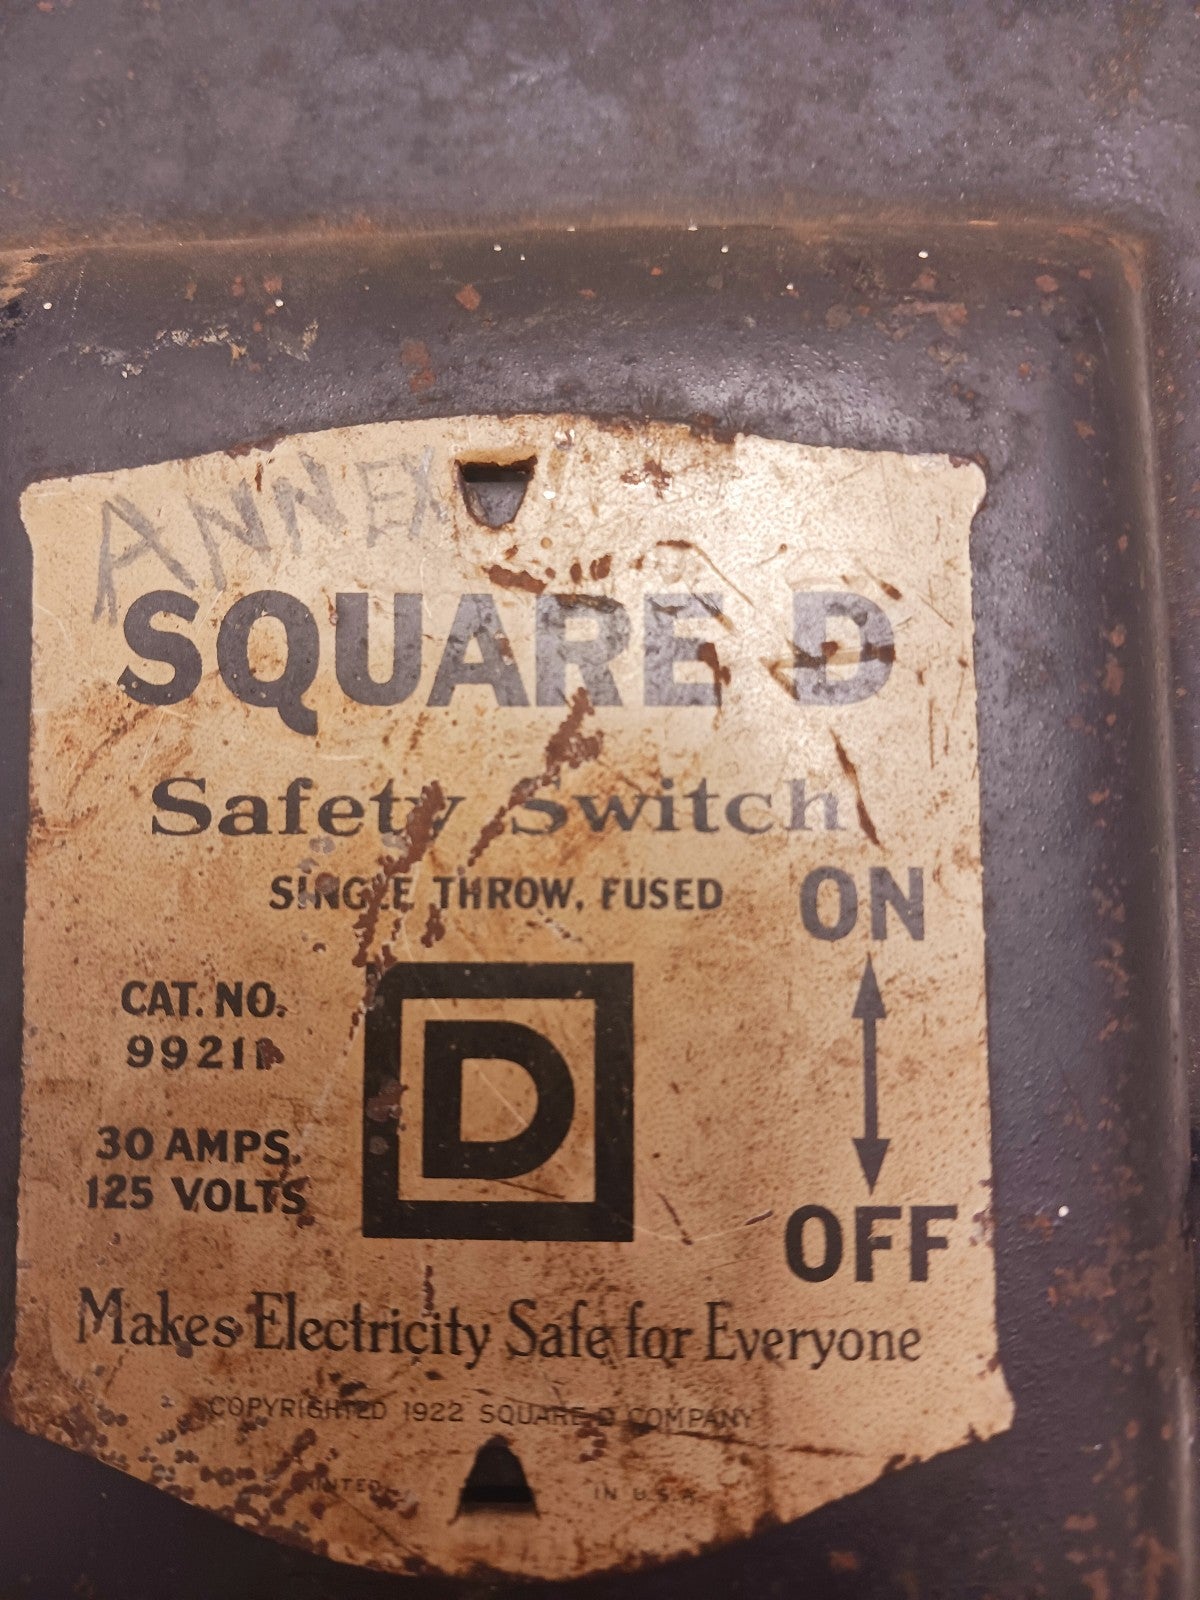 ANNEX
SQUARE D
Safety Switch
SINGLE THROW, FUSED
ON
CAT. NO.
D
30 AMPS.
125 VOLTS
OFF
Makes Electricity Safe for Everyone
COPYRIGHTED 1922 SQUARE D COMPANY
PRINTED IN U.S.A.